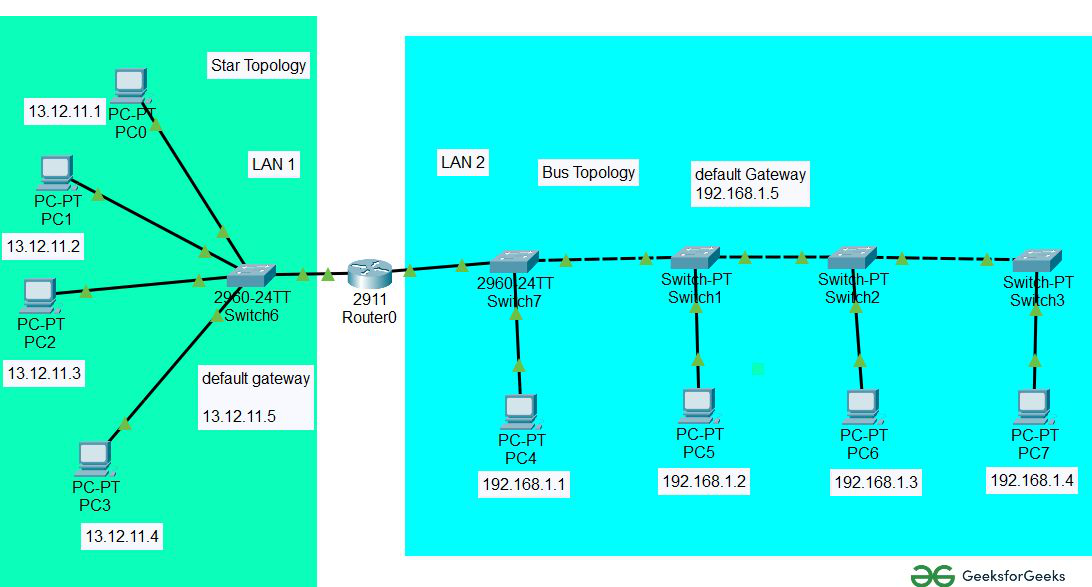 Star Topology
13.12.11.1
PC-PT
PC0
LAN 1
PC-PT
PC1
13.12.11.2
2960-24TT
Switch6
PC-PT
PC2
13.12.11.3
default gateway
13.12.11.5
PC-PT
PC3
13.12.11.4
2911
Router0
LAN 2
Bus Topology
default Gateway
192.168.1.5
2960-24TT
Switch7
Switch-PT
Switch1
Switch-PT
Switch2
Switch-PT
Switch3
PC-PT
PC4
192.168.1.1
PC-PT
PC5
192.168.1.2
PC-PT
PC6
192.168.1.3
PC-PT
PC7
192.168.1.4
GeeksforGeeks